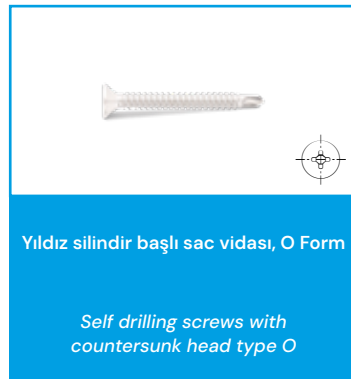 Yıldız silindir başlı sac vidası, O Form
Self drilling screws with
countersunk head type O